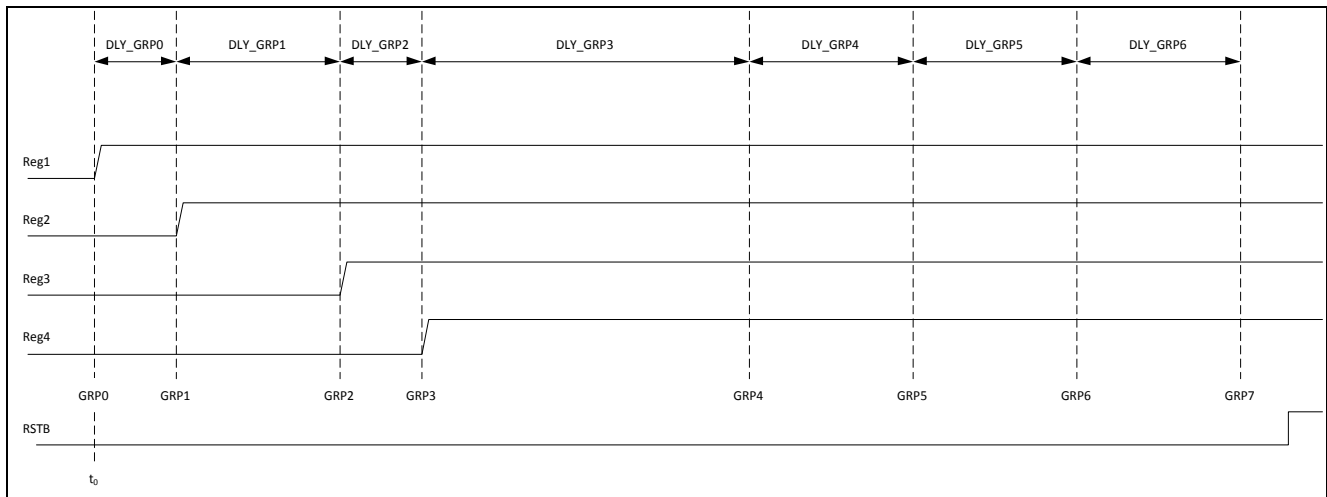 DLY_GRP0 DLY_GRP1 DLY_GRP2 DLY_GRP3 DLY_GRP4 DLY_GRP5 DLY_GRP6
Reg1
Reg2
Reg3
Reg4
GRP0 GRP1 GRP2 GRP3 GRP4 GRP5 GRP6 GRP7
RSTB
t₀